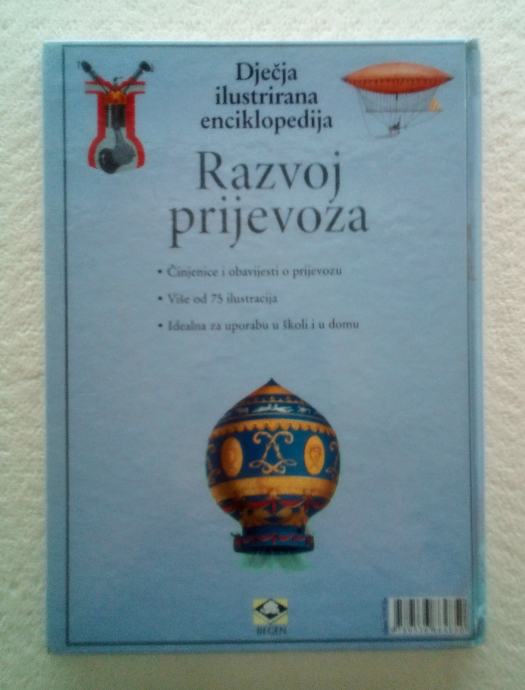 Dječja
ilustrirana
enciklopedija
Razvoj
prijevoza
• Činjenice i obavijesti o prijevozu
• Više od 75 ilustracija
• Idealna za uporabu u školi i u domu
BEGEN